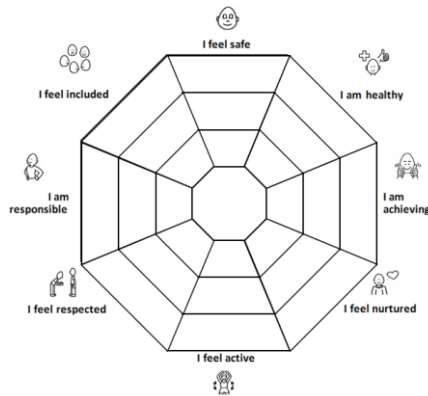 I feel safe
I feel included
I am healthy
I am
responsible
I am
achieving
I feel respected
I feel nurtured
I feel active